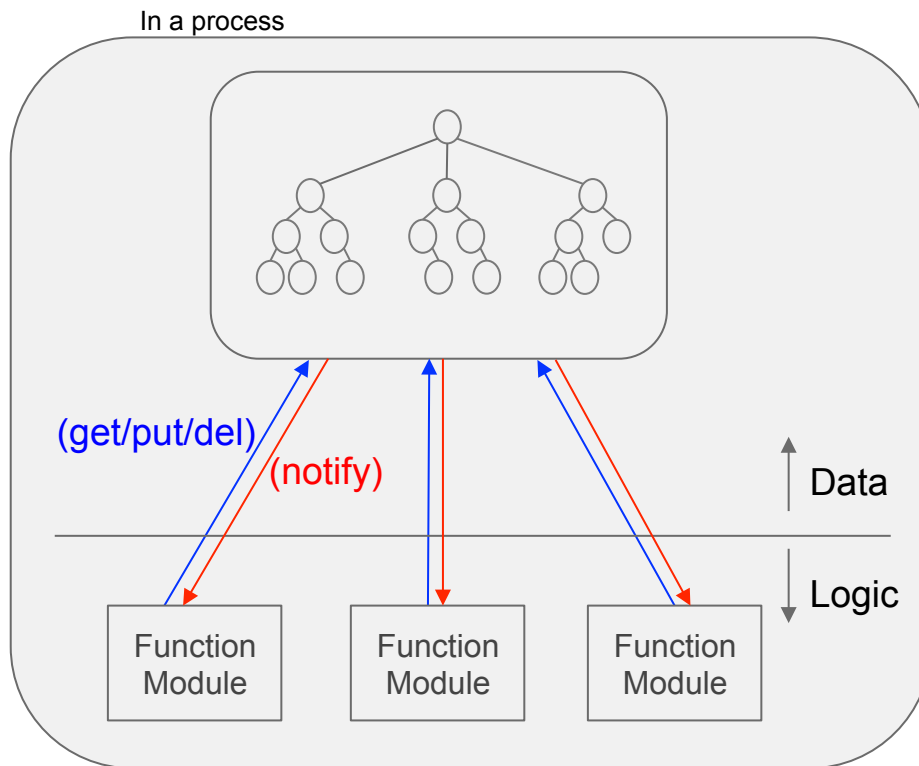 In a process
(get/put/del)
(notify)
Data
Logic
Function
Module
Function
Module
Function
Module